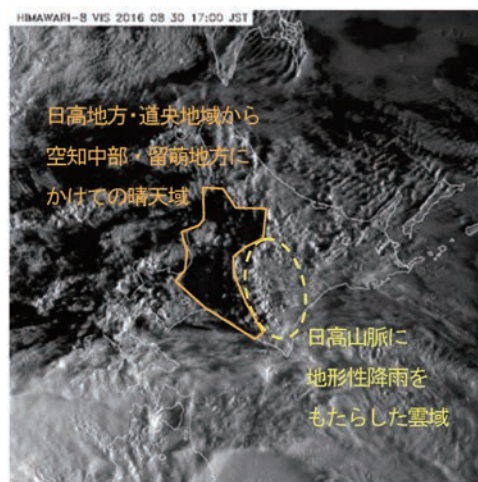 HIMAWARI-8 VIS 2016 08 30 17:00 JST
日高地方・道央地域から
空知中部・留萌地方に
かけての晴天域
日高山脈に
地形性降雨を
もたらした雲域